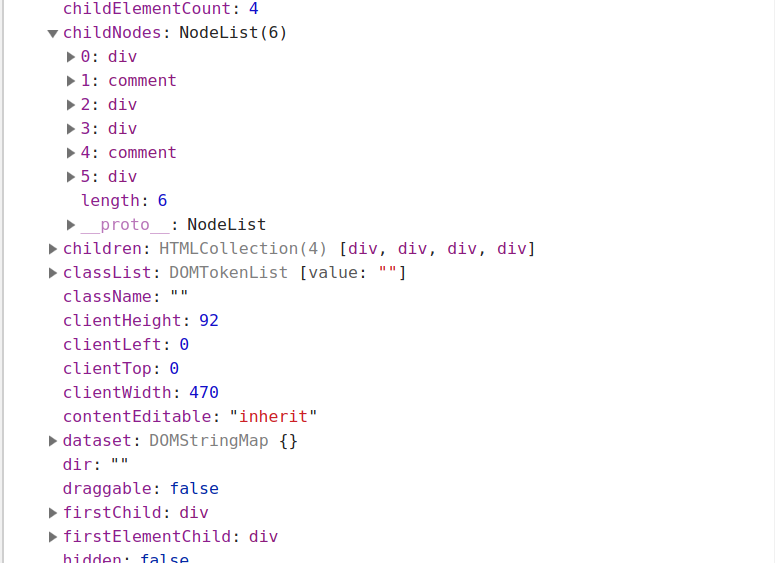 childElementCount: 4
childNodes: NodeList(6)
0: div
1: comment
2: div
3: div
4: comment
5: div
length: 6
__proto__: NodeList
children: HTMLCollection(4) [div, div, div, div]
classList: DOMTokenList [value: ""]
className: ""
clientHeight: 92
clientLeft: 0
clientTop: 0
clientWidth: 470
contentEditable: "inherit"
dataset: DOMStringMap {}
dir: ""
draggable: false
firstChild: div
firstElementChild: div
hidden: false